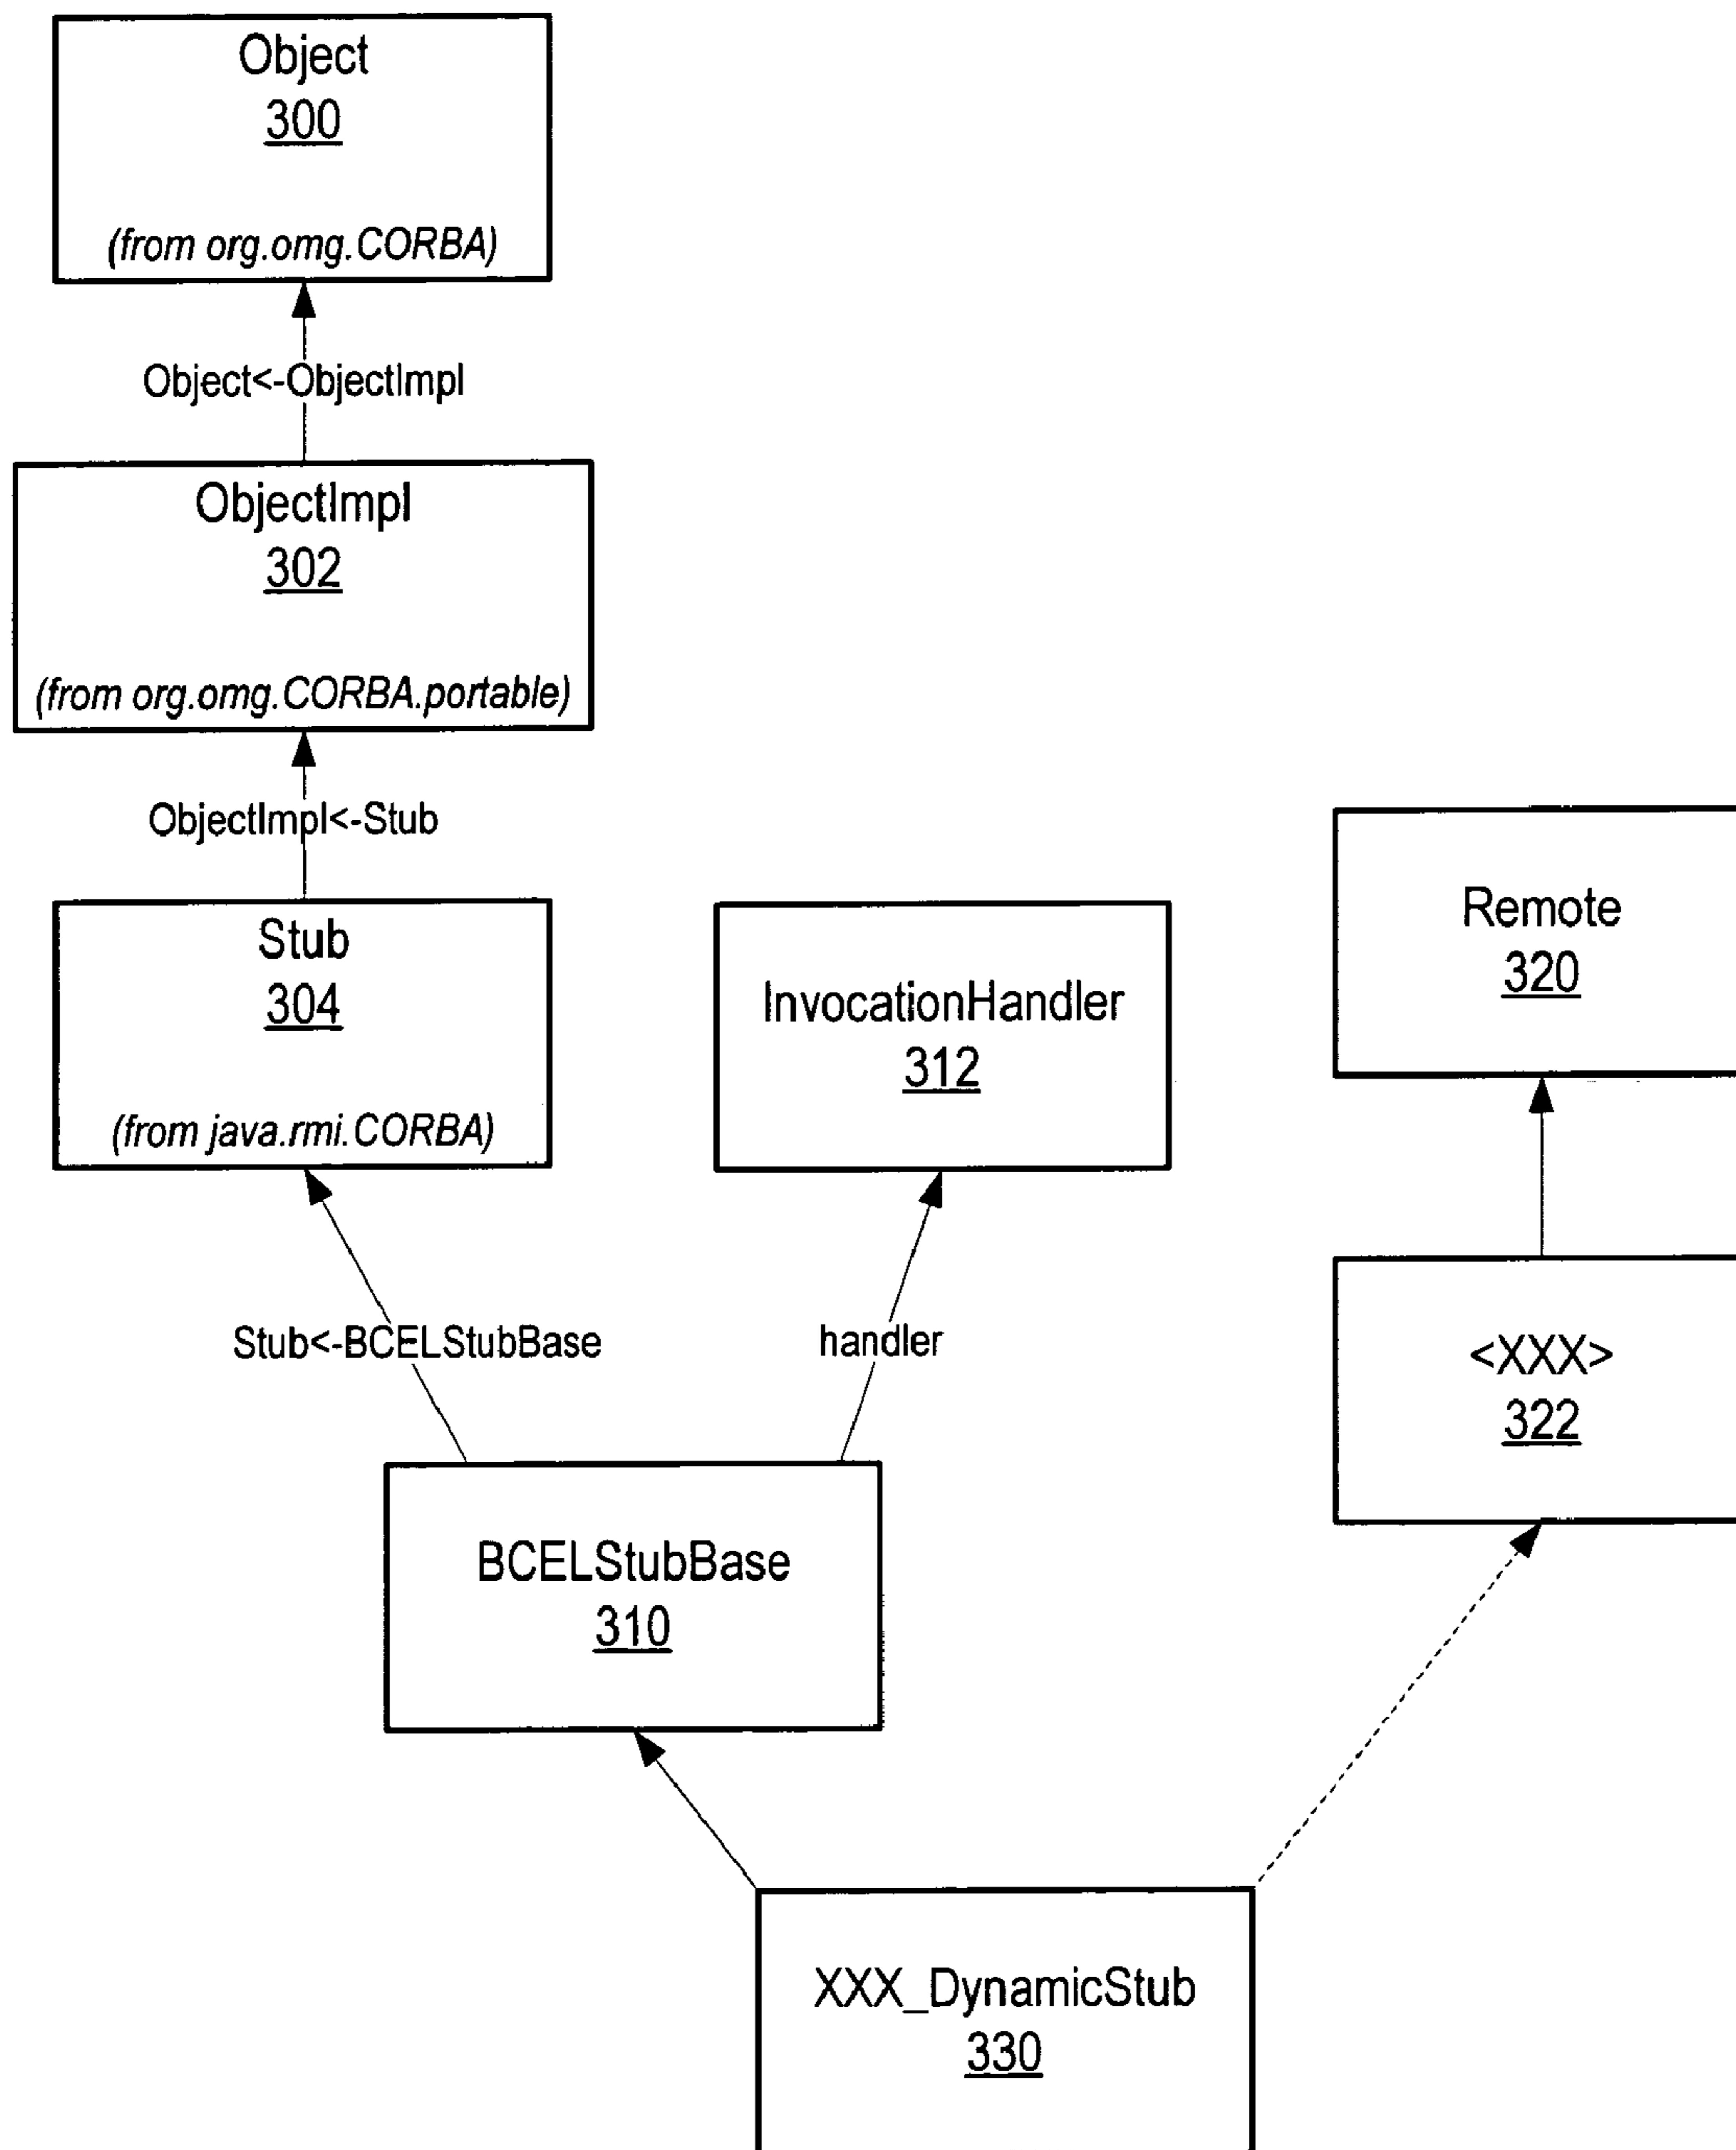 Object
300
(from org.omg.CORBA)
Object<-ObjectImpl
ObjectImpl
302
(from org.omg.CORBA.portable)
ObjectImpl<-Stub
Stub
304
(from java.rmi.CORBA)
InvocationHandler
312
Remote
320
Stub<-BCELStubBase
handler
<XXX>
322
BCELStubBase
310
XXX_DynamicStub
330